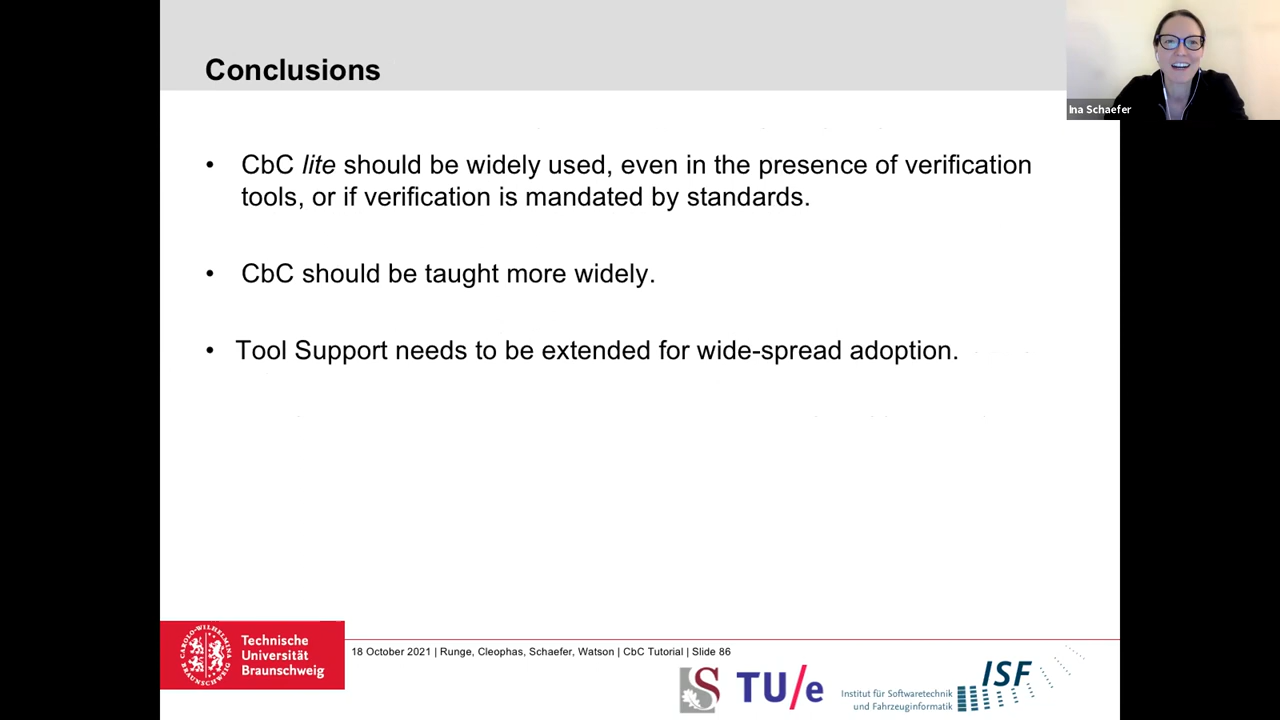 Conclusions
Ina Schaefer
• CbC lite should be widely used, even in the presence of verification
tools, or if verification is mandated by standards.
• CbC should be taught more widely.
• Tool Support needs to be extended for wide-spread adoption.
CAROLO-WILHELMINA
BRAUNSCHWEIG
Technische
Universität
Braunschweig
18 October 2021 | Runge, Cleophas, Schaefer, Watson | CbC Tutorial | Slide 86
S
TU/e
Institut für Softwaretechnik
und Fahrzeuginformatik
ISF